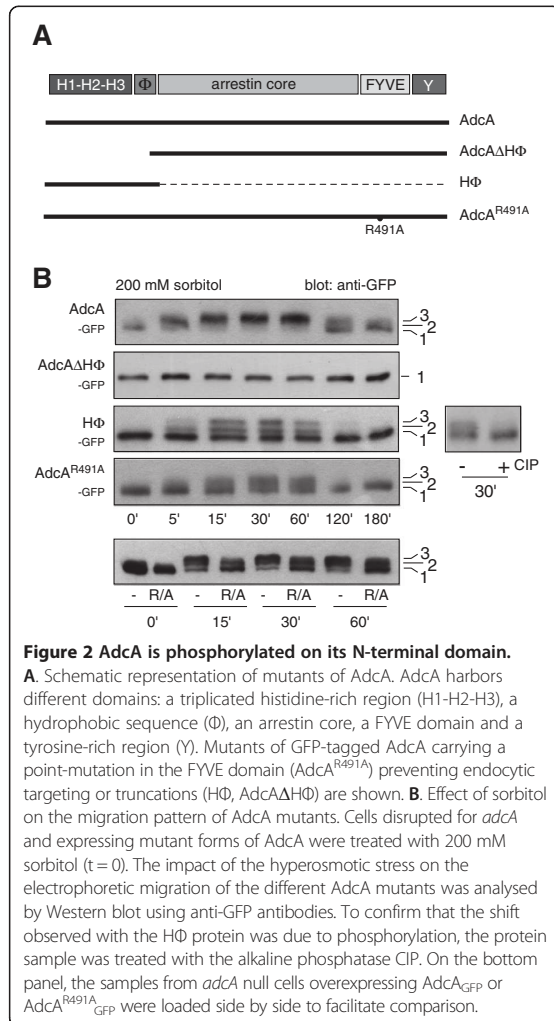 A
H1-H2-H3 Φ arrestin core FYVE Y
AdcA
AdcAΔHΦ
HΦ
AdcA^R491A
R491A
B
200 mM sorbitol blot: anti-GFP
AdcA
-GFP
3
2
1
AdcAΔHΦ
-GFP
1
HΦ
-GFP
3
2
1
- + CIP
30'
AdcA^R491A
-GFP
3
2
1
0' 5' 15' 30' 60' 120' 180'
3
2
1
- R/A - R/A - R/A - R/A
0' 15' 30' 60'
Figure 2 AdcA is phosphorylated on its N-terminal domain.
A. Schematic representation of mutants of AdcA. AdcA harbors
different domains: a triplicated histidine-rich region (H1-H2-H3), a
hydrophobic sequence (Φ), an arrestin core, a FYVE domain and a
tyrosine-rich region (Y). Mutants of GFP-tagged AdcA carrying a
point-mutation in the FYVE domain (AdcA^R491A) preventing endocytic
targeting or truncations (HΦ, AdcAΔHΦ) are shown. B. Effect of sorbitol
on the migration pattern of AdcA mutants. Cells disrupted for adcA
and expressing mutant forms of AdcA were treated with 200 mM
sorbitol (t = 0). The impact of the hyperosmotic stress on the
electrophoretic migration of the different AdcA mutants was analysed
by Western blot using anti-GFP antibodies. To confirm that the shift
observed with the HΦ protein was due to phosphorylation, the protein
sample was treated with the alkaline phosphatase CIP. On the bottom
panel, the samples from adcA null cells overexpressing AdcA_GFP or
AdcA^R491A_GFP were loaded side by side to facilitate comparison.